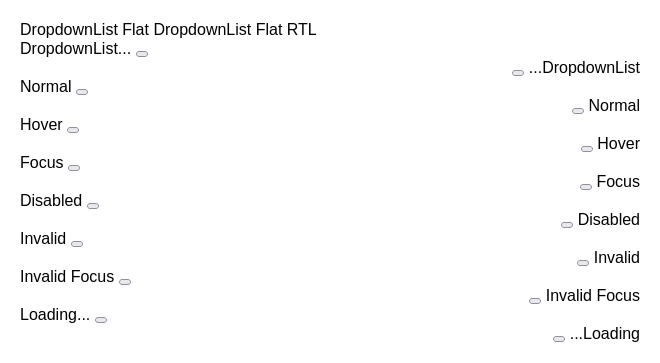 DropdownList Flat DropdownList Flat RTL
DropdownList...
...DropdownList
Normal
Normal
Hover
Hover
Focus
Focus
Disabled
Disabled
Invalid
Invalid
Invalid Focus
Invalid Focus
Loading...
...Loading